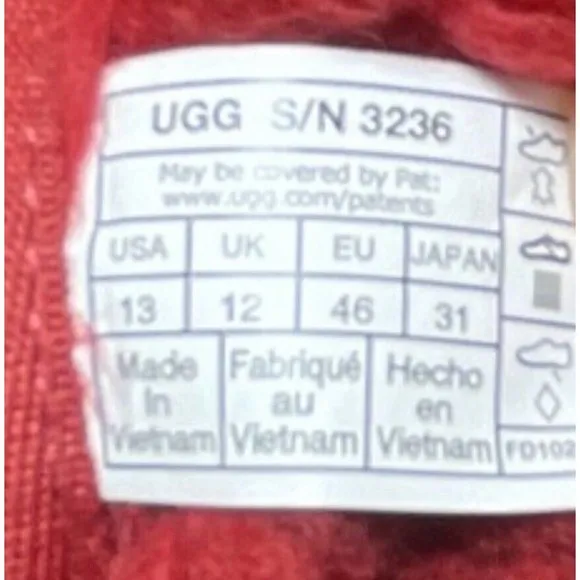 UGG S/N 3236
May be covered by Pat:
www.ugg.com/patents
USA UK EU JAPAN
13 12 46 31
Made Fabriqué Hecho
in au en
Vietnam Vietnam Vietnam
FD102